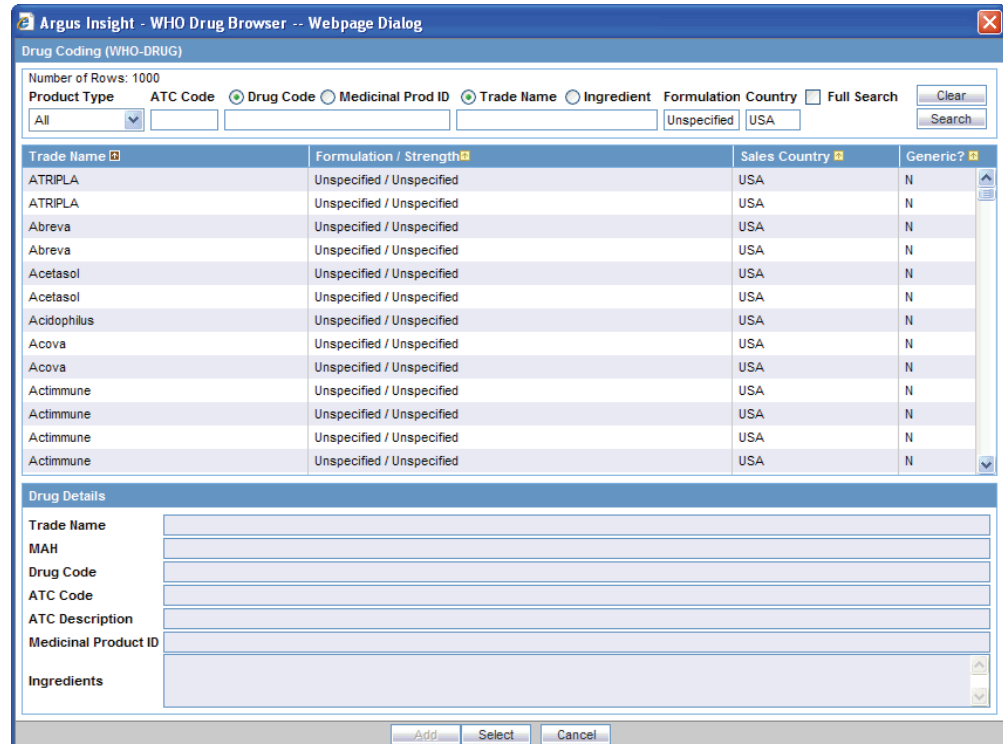 Argus Insight - WHO Drug Browser -- Webpage Dialog
Drug Coding (WHO-DRUG)
Number of Rows: 1000
Product Type ATC Code Drug Code Medicinal Prod ID Trade Name Ingredient Formulation Country Full Search Clear
All Unspecified USA Search
Trade Name Formulation / Strength Sales Country Generic?
ATRIPLA Unspecified / Unspecified USA N
ATRIPLA Unspecified / Unspecified USA N
Abreva Unspecified / Unspecified USA N
Abreva Unspecified / Unspecified USA N
Acetasol Unspecified / Unspecified USA N
Acetasol Unspecified / Unspecified USA N
Acidophilus Unspecified / Unspecified USA N
Acova Unspecified / Unspecified USA N
Acova Unspecified / Unspecified USA N
Actimmune Unspecified / Unspecified USA N
Actimmune Unspecified / Unspecified USA N
Actimmune Unspecified / Unspecified USA N
Actimmune Unspecified / Unspecified USA N
Drug Details
Trade Name
MAH
Drug Code
ATC Code
ATC Description
Medicinal Product ID
Ingredients
Add Select Cancel